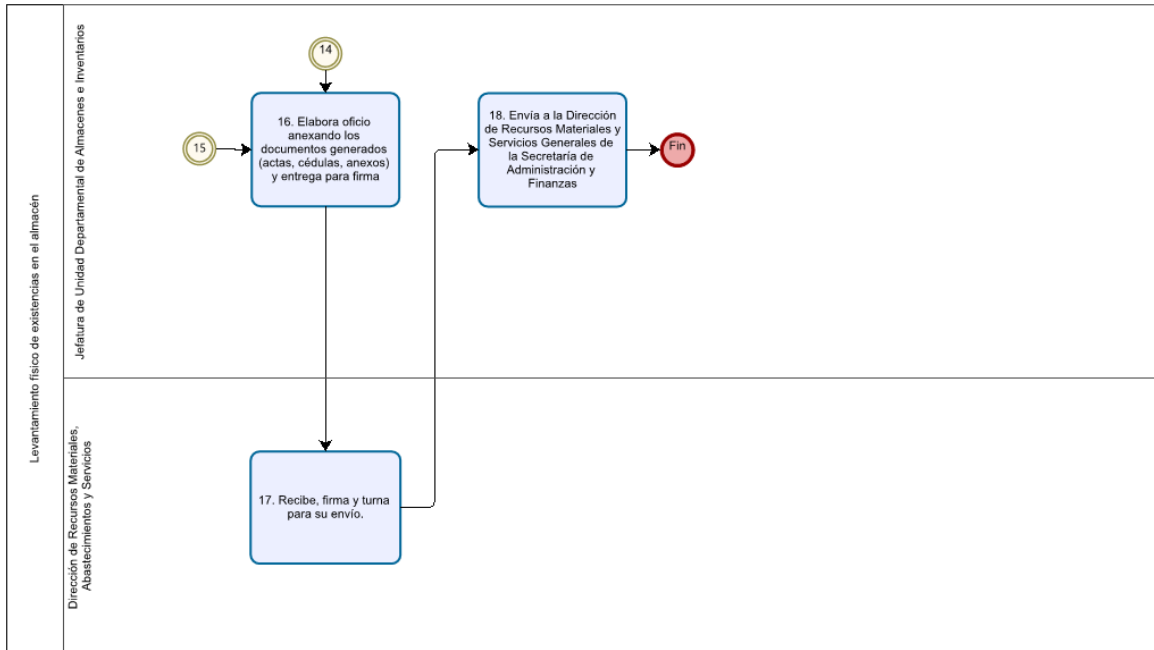 Levantamiento físico de existencias en el almacén
Jefatura de Unidad Departamental de Almacenes e Inventarios
14
15
16. Elabora oficio
anexando los
documentos generados
(actas, cédulas, anexos)
y entrega para firma
18. Envía a la Dirección
de Recursos Materiales y
Servicios Generales de
la Secretaría de
Administración y
Finanzas
Fin
Dirección de Recursos Materiales,
Abastecimientos y Servicios
17. Recibe, firma y turna
para su envío.